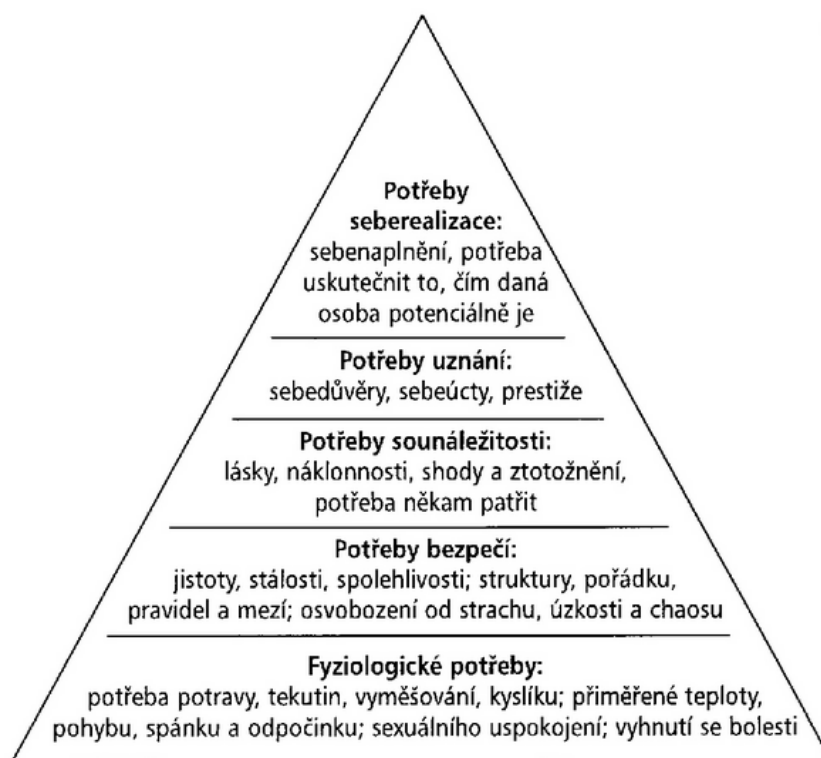 Potřeby
seberealizace:
sebenaplnění, potřeba
uskutečnit to, čím daná
osoba potenciálně je
Potřeby uznání:
sebedůvěry, sebeúcty, prestiže
Potřeby sounáležitosti:
lásky, náklonnosti, shody a ztotožnění,
potřeba někam patřit
Potřeby bezpečí:
jistoty, stálosti, spolehlivosti; struktury, pořádku,
pravidel a mezí; osvobození od strachu, úzkosti a chaosu
Fyziologické potřeby:
potřeba potravy, tekutin, vyměšování, kyslíku; přiměřené teploty,
pohybu, spánku a odpočinku; sexuálního uspokojení; vyhnutí se bolesti